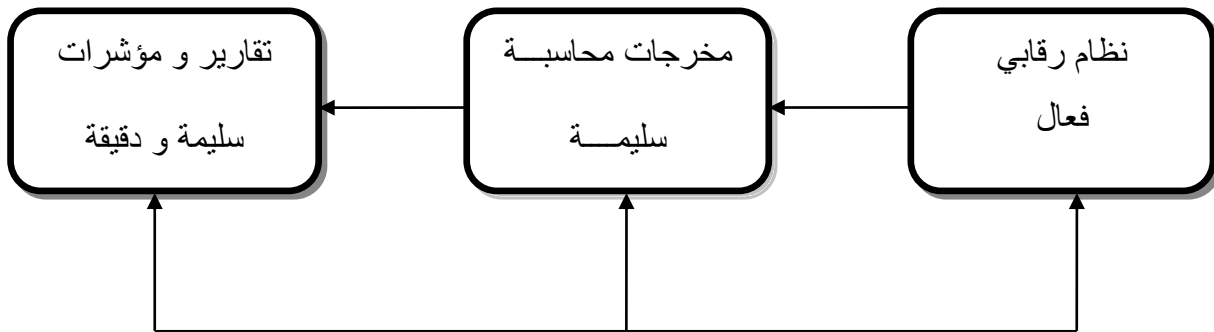 نظام رقابي
فعال
مخرجات محاسبـــة
سليمـــة
تقارير و مؤشرات
سليمة و دقيقة